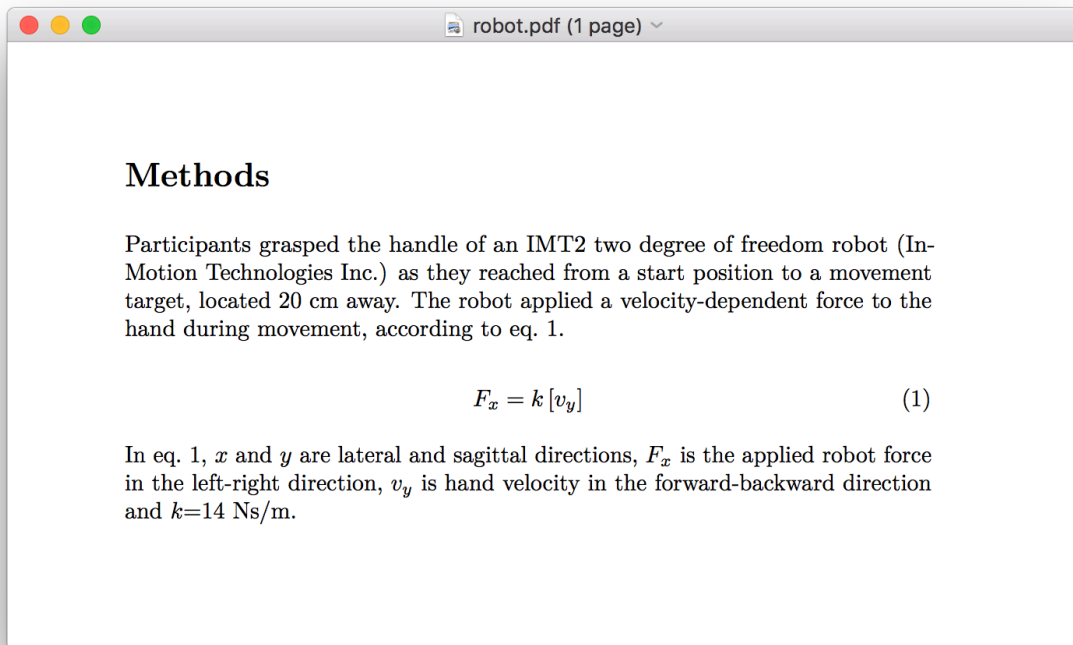 robot.pdf (1 page)
Methods
Participants grasped the handle of an IMT2 two degree of freedom robot (In-
Motion Technologies Inc.) as they reached from a start position to a movement
target, located 20 cm away. The robot applied a velocity-dependent force to the
hand during movement, according to eq. 1.
F_x = k [v_y] (1)
In eq. 1, x and y are lateral and sagittal directions, F_x is the applied robot force
in the left-right direction, v_y is hand velocity in the forward-backward direction
and k=14 Ns/m.